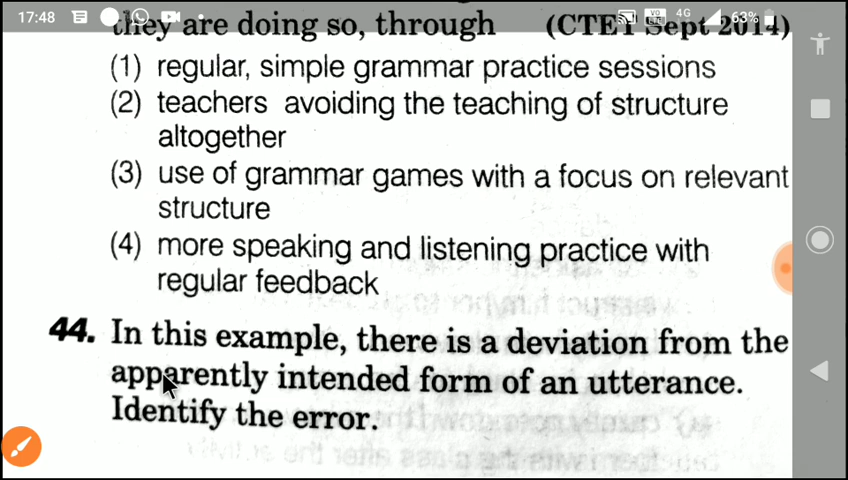 17:48 4G 63%
they are doing so, through (CTET Sept 2014)
(1) regular, simple grammar practice sessions
(2) teachers avoiding the teaching of structure
altogether
(3) use of grammar games with a focus on relevant
structure
(4) more speaking and listening practice with
regular feedback
44. In this example, there is a deviation from the
apparently intended form of an utterance.
Identify the error.